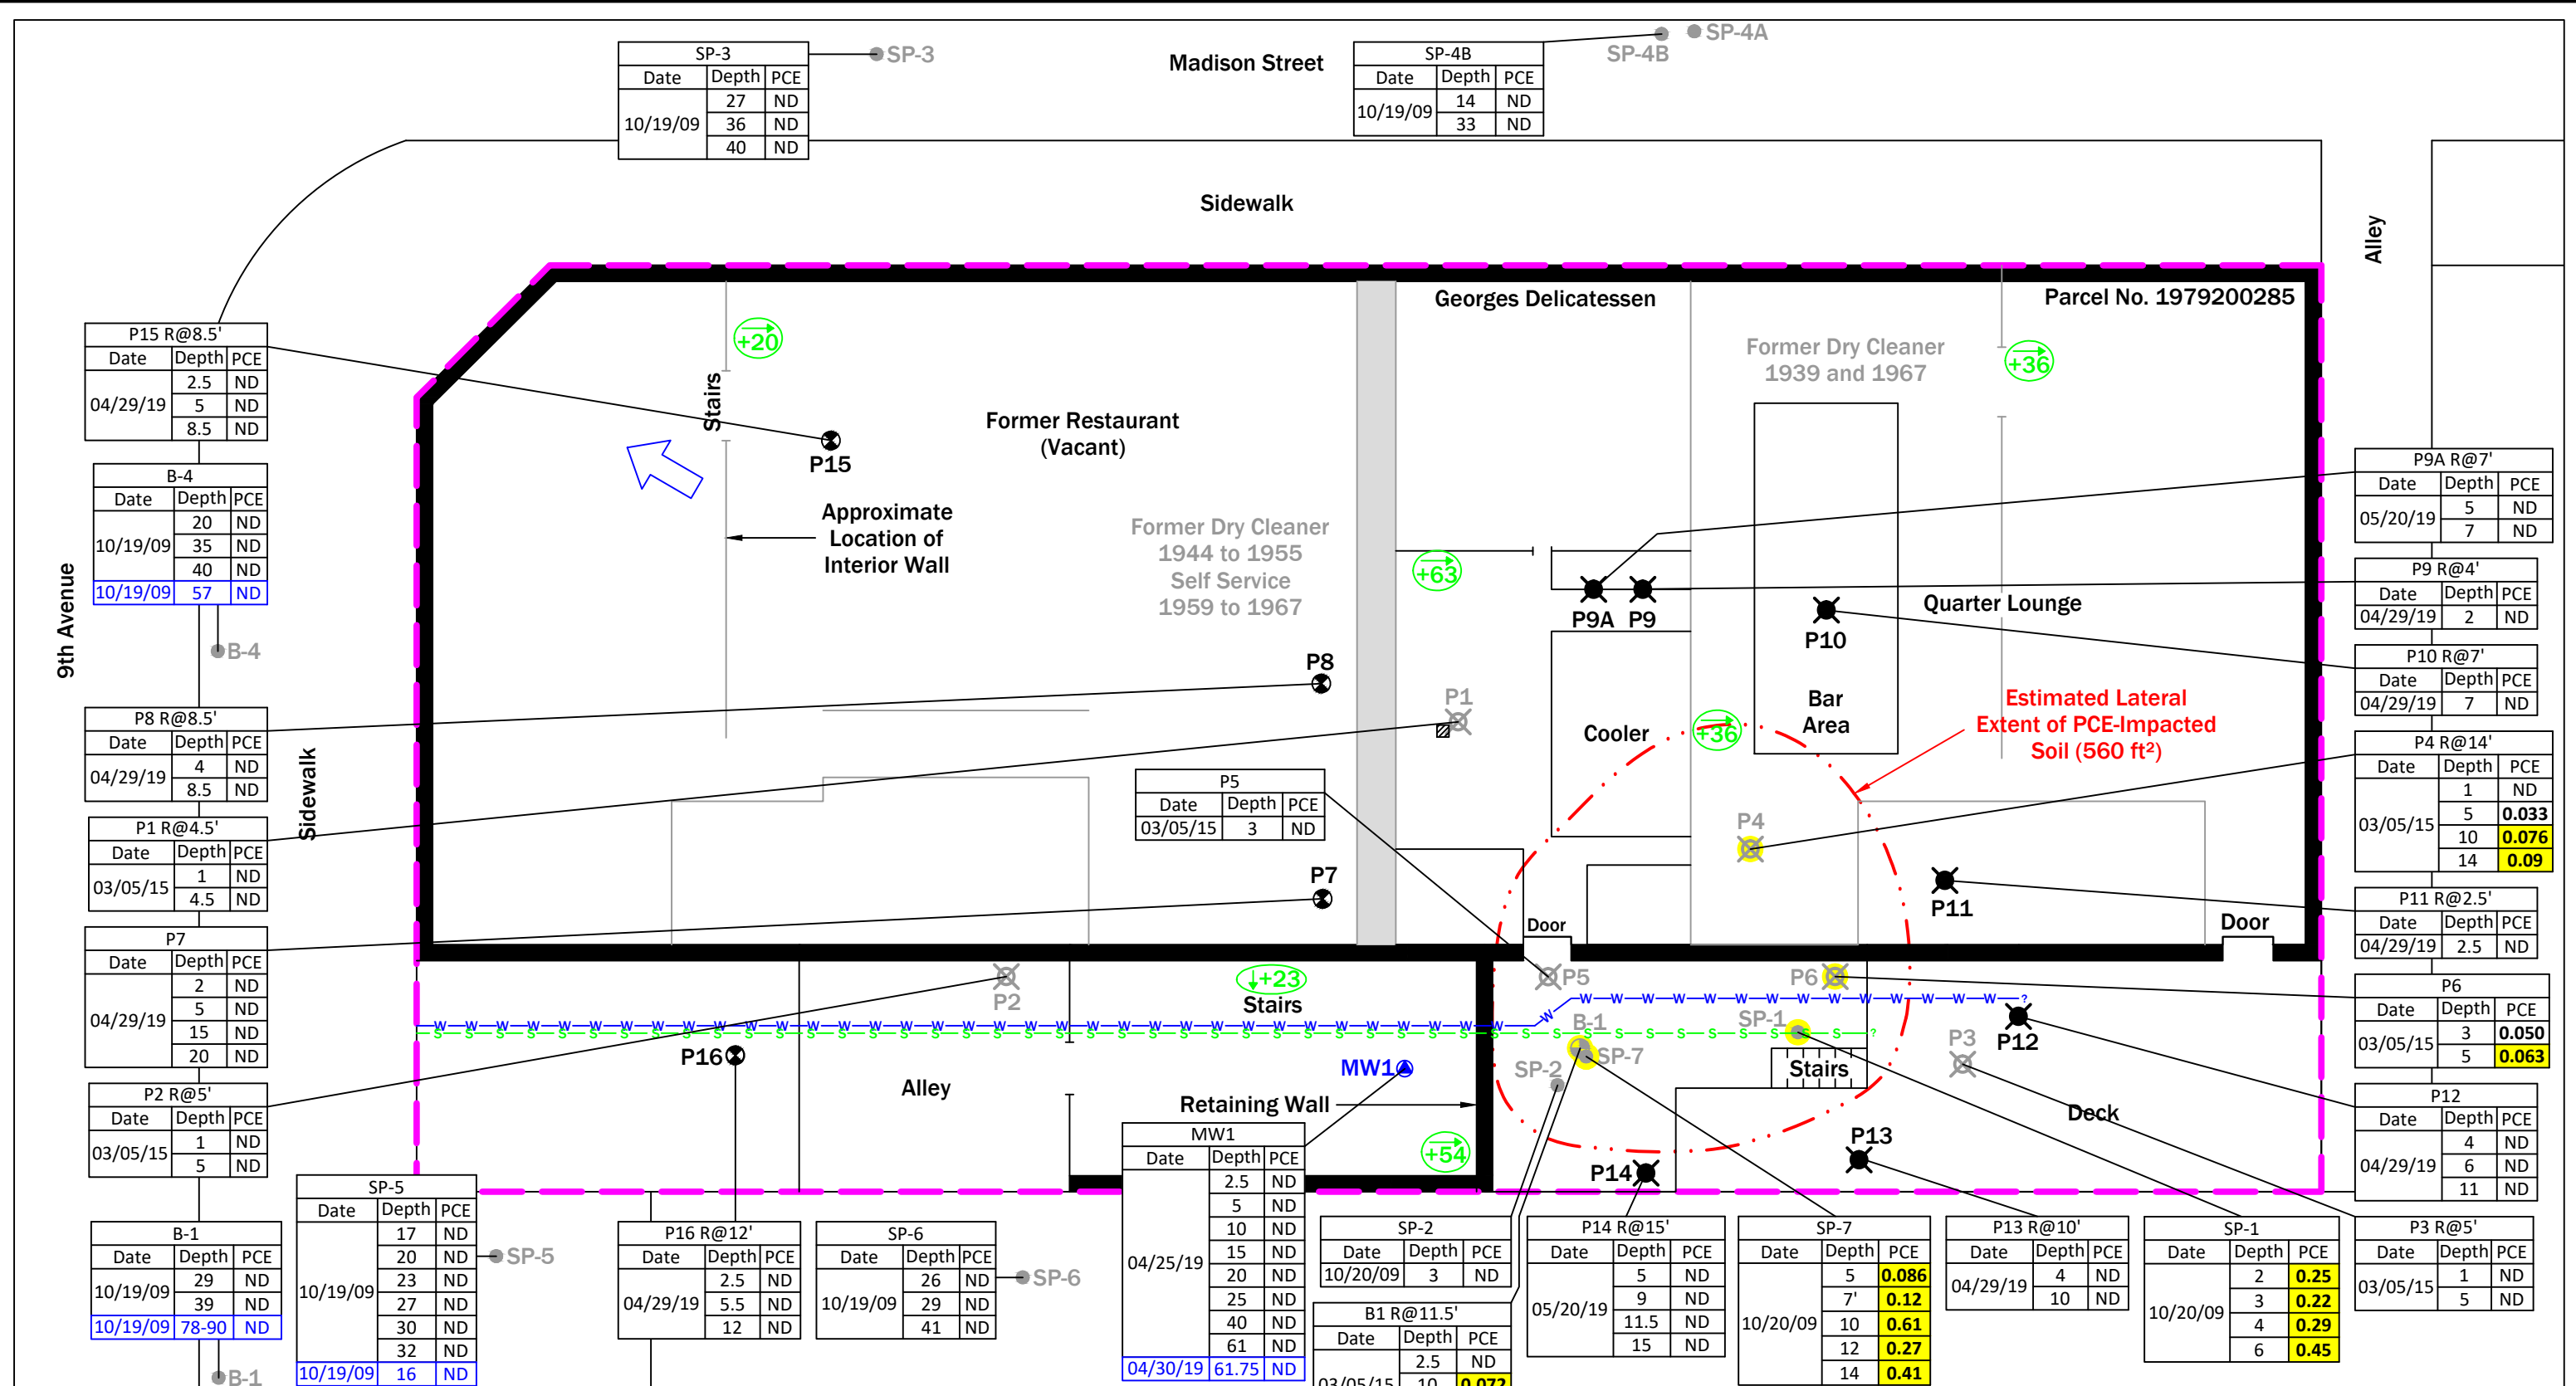 SP-3
Date Depth PCE
10/19/09
27 ND
36 ND
40 ND
SP-3
Madison Street
SP-4B
Date Depth PCE
10/19/09
14 ND
33 ND
SP-4B
SP-4A
Sidewalk
Alley
Georges Delicatessen
Parcel No. 1979200285
+20
Stairs
Former Restaurant
(Vacant)
P15
Approximate
Location of
Interior Wall
Former Dry Cleaner
1944 to 1955
Self Service
1959 to 1967
Former Dry Cleaner
1939 and 1967
+36
+63
P9A P9
P10
Quarter Lounge
Bar
Area
Cooler
+36
Estimated Lateral
Extent of PCE-Impacted
Soil (560 ft²)
P8
P1
P4
P7
P11
Door
Door
9th Avenue
Sidewalk
P15 R@8.5'
Date Depth PCE
04/29/19
2.5 ND
5 ND
8.5 ND
B-4
Date Depth PCE
10/19/09
20 ND
35 ND
40 ND
10/19/09 57 ND
B-4
P8 R@8.5'
Date Depth PCE
04/29/19
4 ND
8.5 ND
P1 R@4.5'
Date Depth PCE
03/05/15
1 ND
4.5 ND
P7
Date Depth PCE
04/29/19
2 ND
5 ND
15 ND
20 ND
P2 R@5'
Date Depth PCE
03/05/15
1 ND
5 ND
B-1
Date Depth PCE
10/19/09
29 ND
39 ND
10/19/09 78-90 ND
B-1
P5
Date Depth PCE
03/05/15 3 ND
P9A R@7'
Date Depth PCE
05/20/19
5 ND
7 ND
P9 R@4'
Date Depth PCE
04/29/19 2 ND
P10 R@7'
Date Depth PCE
04/29/19 7 ND
P4 R@14'
Date Depth PCE
03/05/15
1 ND
5 0.033
10 0.076
14 0.09
P11 R@2.5'
Date Depth PCE
04/29/19 2.5 ND
P6
Date Depth PCE
03/05/15
3 0.050
5 0.063
P12
Date Depth PCE
04/29/19
4 ND
6 ND
11 ND
P2
+23
Stairs
P5
P6
W W W W W W W W W W W W W W W W W W W W W W W W W W W W W W W W W ?
S S S S S S S S S S S S S S S S S S S S S S S S S S S S S S ?
B-1
SP-1
P3
P12
P16
MW1
SP-2
SP-7
Stairs
Alley
Retaining Wall
Deck
+54
P14
P13
SP-5
Date Depth PCE
10/19/09
17 ND
20 ND
23 ND
27 ND
30 ND
32 ND
10/19/09 16 ND
SP-5
P16 R@12'
Date Depth PCE
04/29/19
2.5 ND
5.5 ND
12 ND
SP-6
Date Depth PCE
10/19/09
26 ND
29 ND
41 ND
SP-6
MW1
Date Depth PCE
04/25/19
2.5 ND
5 ND
10 ND
15 ND
20 ND
25 ND
40 ND
61 ND
04/30/19 61.75 ND
SP-2
Date Depth PCE
10/20/09 3 ND
B1 R@11.5'
Date Depth PCE
03/05/15
2.5 ND
10 0.072
P14 R@15'
Date Depth PCE
05/20/19
5 ND
9 ND
11.5 ND
15 ND
SP-7
Date Depth PCE
10/20/09
5 0.086
7' 0.12
10 0.61
12 0.27
14 0.41
P13 R@10'
Date Depth PCE
04/29/19
4 ND
10 ND
SP-1
Date Depth PCE
10/20/09
2 0.25
3 0.22
4 0.29
6 0.45
P3 R@5'
Date Depth PCE
03/05/15
1 ND
5 ND